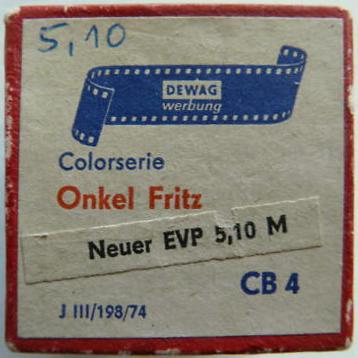 5,10
DEWAG
werbung
Colorserie
Onkel Fritz
Neuer EVP 5,10 M
CB 4
J III/198/74